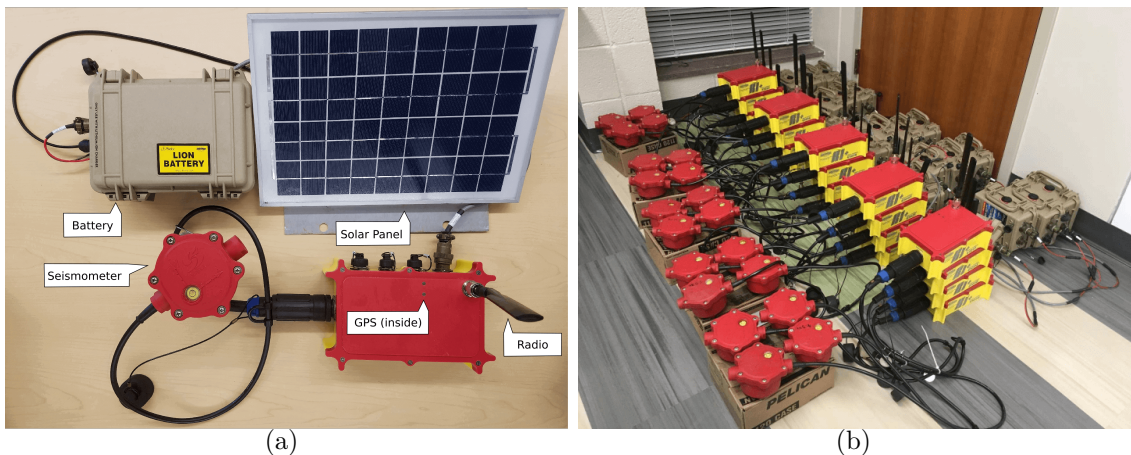 LION
BATTERY
Battery
Solar Panel
Seismometer
GPS (inside)
Radio
PELICAN
(a)
(b)